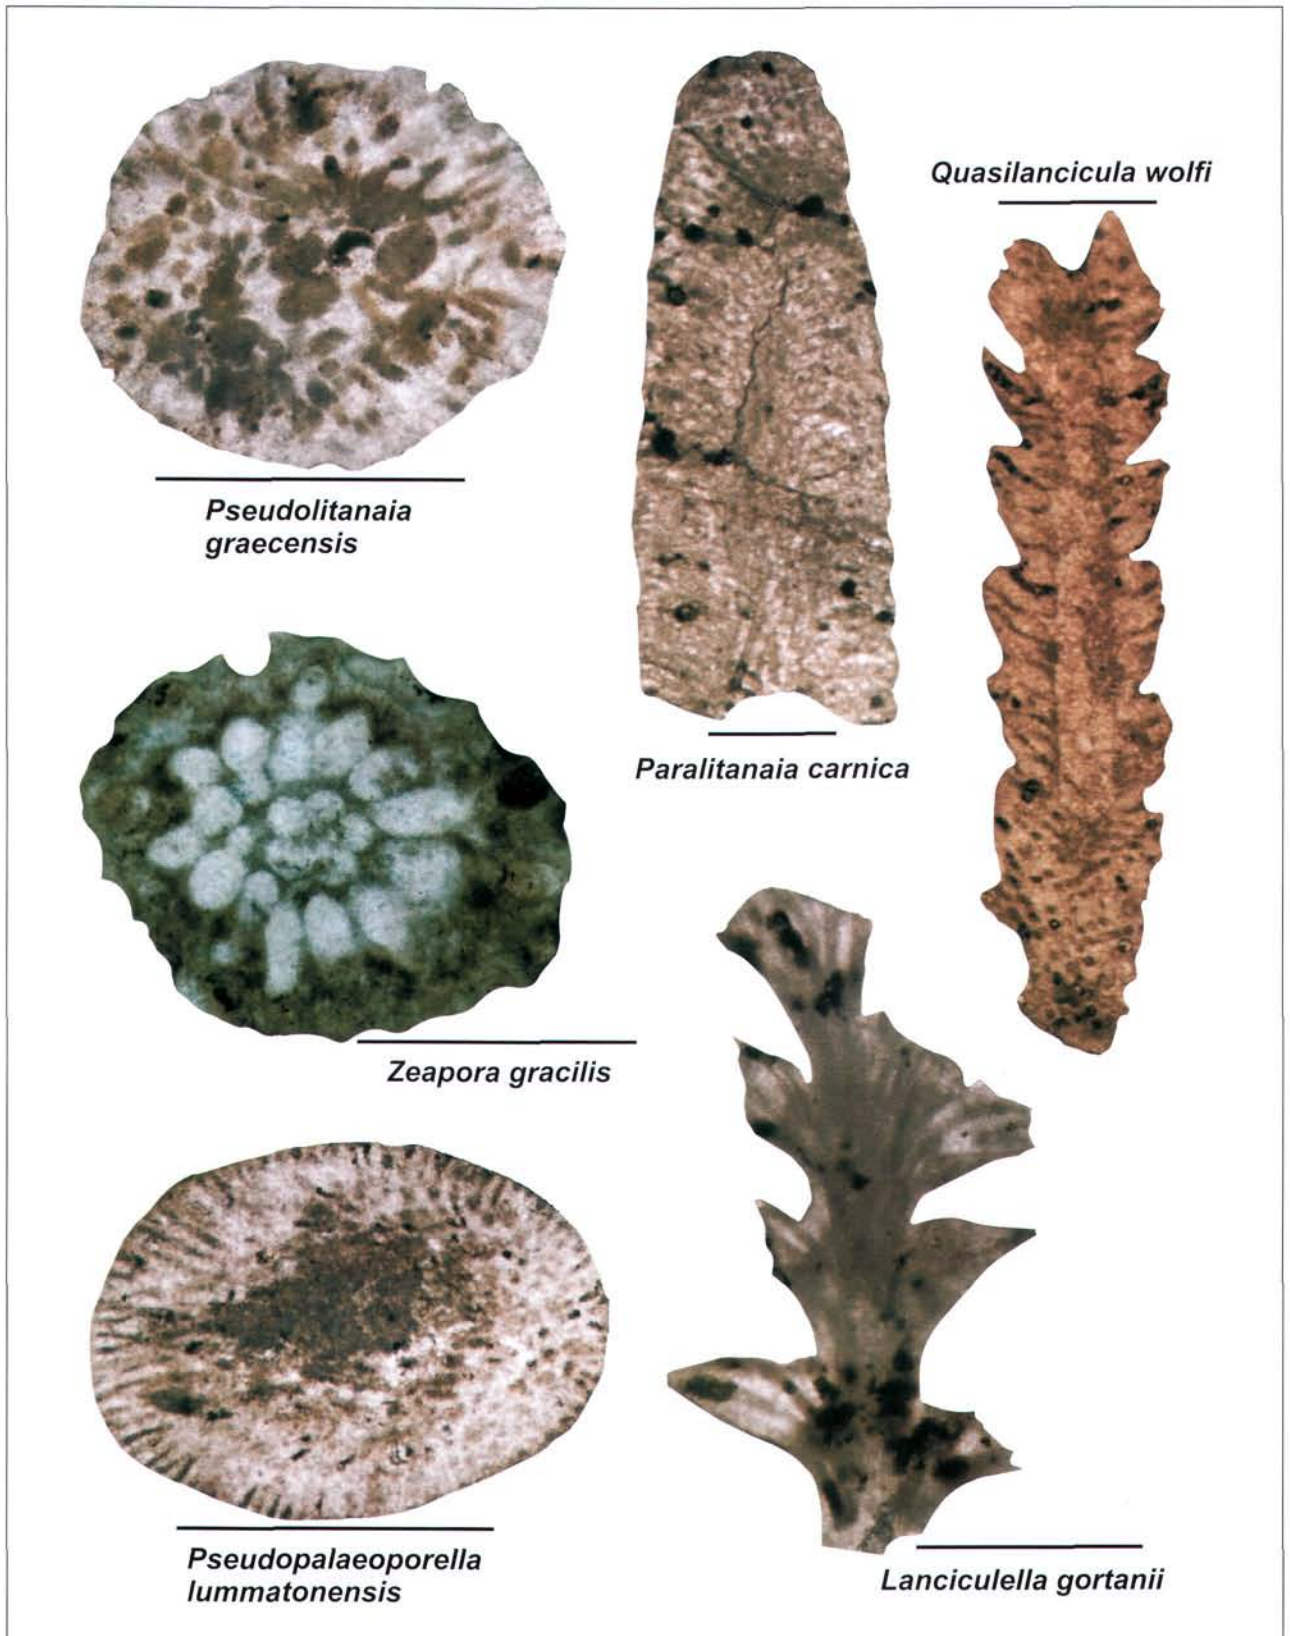 Quasilancicula wolfi
Pseudolitanaia
graecensis
Paralitanaia carnica
Zeapora gracilis
Pseudopalaeoporella
lummatonensis
Lanciculella gortanii